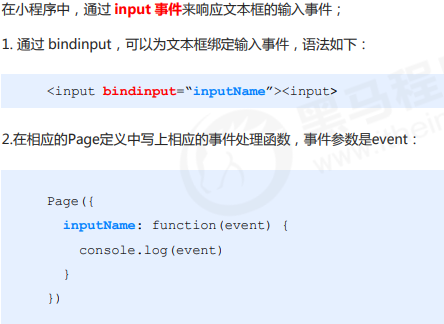 在小程序中，通过 input 事件来响应文本框的输入事件；
1. 通过 bindinput，可以为文本框绑定输入事件，语法如下：
<input bindinput=“inputName”><input>
2.在相应的Page定义中写上相应的事件处理函数，事件参数是event：
Page({
inputName: function(event) {
console.log(event)
}
})
黑马程